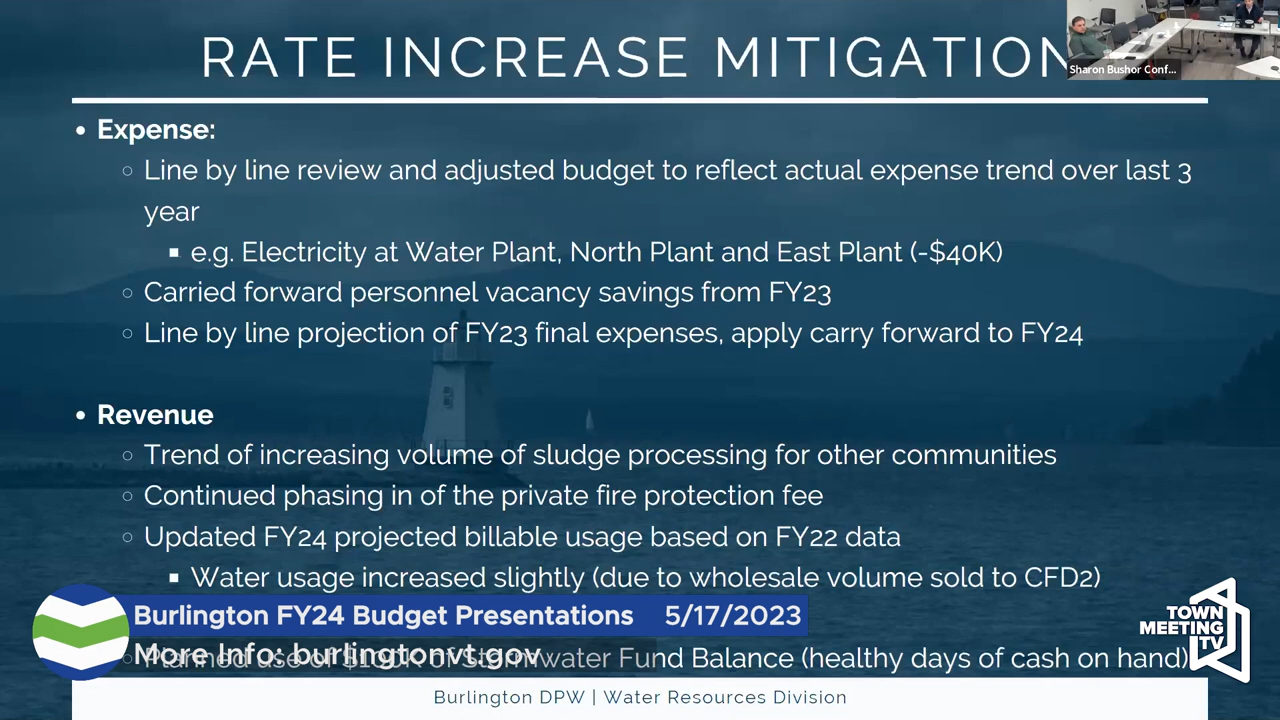 RATE INCREASE MITIGATION
Sharon Bushor Conf...
• Expense:
○ Line by line review and adjusted budget to reflect actual expense trend over last 3
year
▪ e.g. Electricity at Water Plant, North Plant and East Plant (-$40K)
○ Carried forward personnel vacancy savings from FY23
○ Line by line projection of FY23 final expenses, apply carry forward to FY24
• Revenue
○ Trend of increasing volume of sludge processing for other communities
○ Continued phasing in of the private fire protection fee
○ Updated FY24 projected billable usage based on FY22 data
▪ Water usage increased slightly (due to wholesale volume sold to CFD2)
Burlington FY24 Budget Presentations 5/17/2023
TOWN
MEETING
TV
More Info: burlingtonvt.gov
○ Planned use of Stormwater Fund Balance (healthy days of cash on hand)
Burlington DPW | Water Resources Division